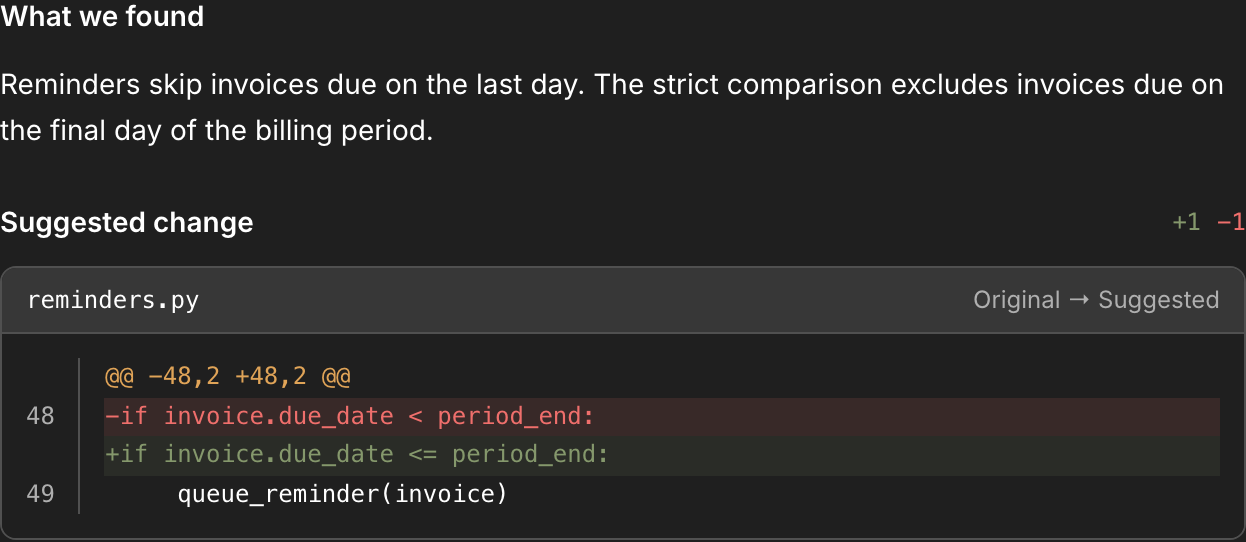 What we found
Reminders skip invoices due on the last day. The strict comparison excludes invoices due on
the final day of the billing period.
Suggested change +1 −1
reminders.py Original → Suggested
@@ −48,2 +48,2 @@
48 −if invoice.due_date < period_end:
+if invoice.due_date <= period_end:
49 queue_reminder(invoice)